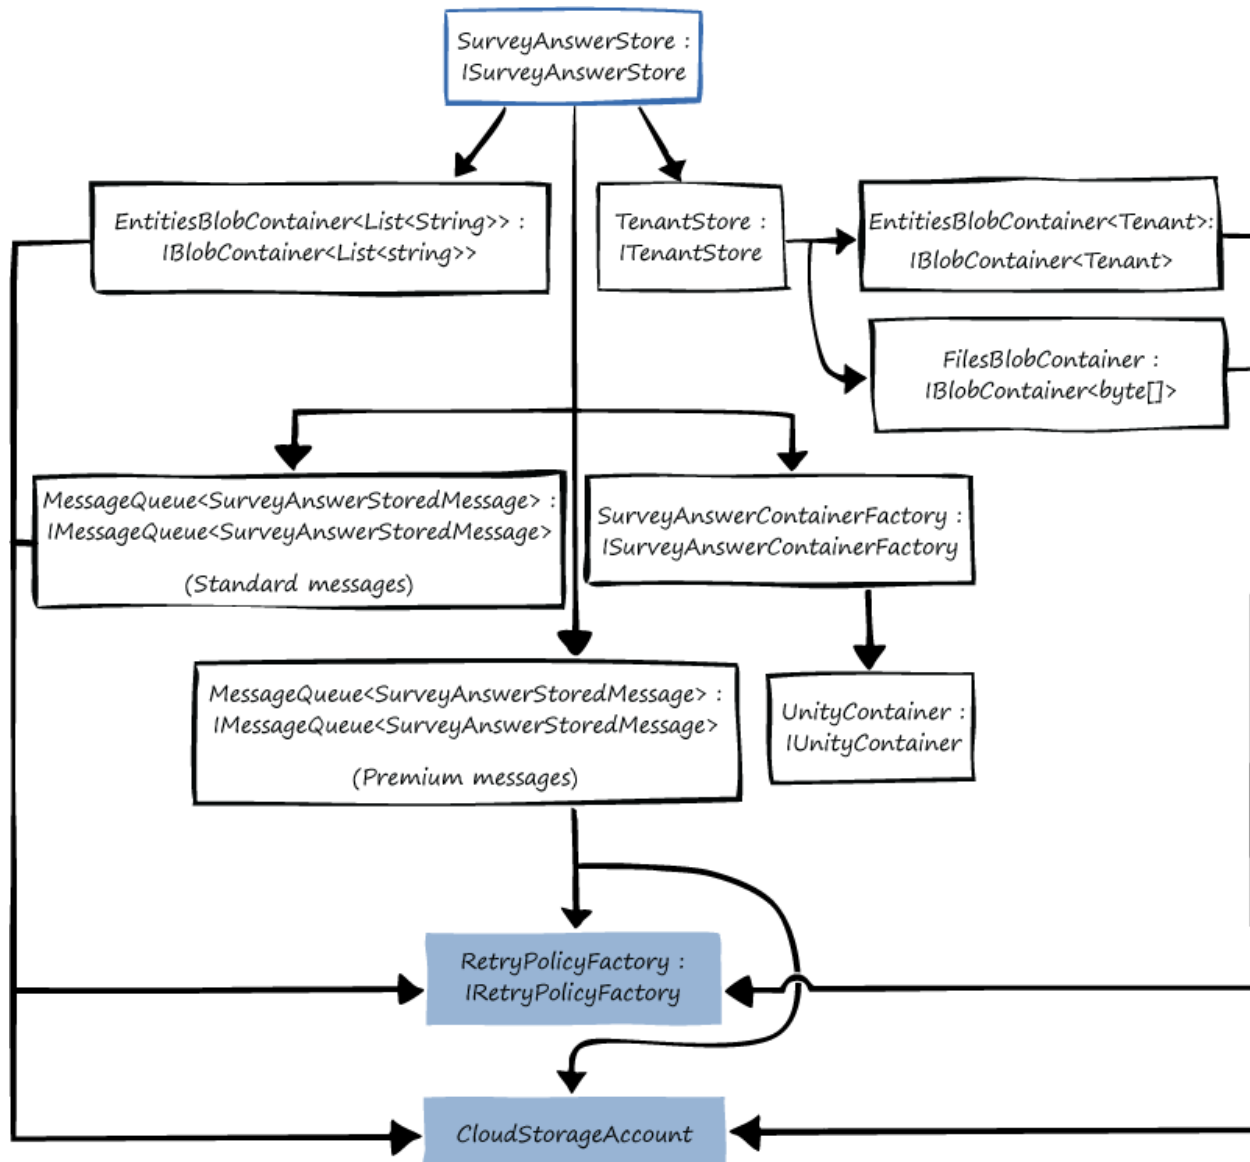 SurveyAnswerStore :
ISurveyAnswerStore
EntitiesBlobContainer<List<String>> :
IBlobContainer<List<string>>
TenantStore :
ITenantStore
EntitiesBlobContainer<Tenant>:
IBlobContainer<Tenant>
FilesBlobContainer :
IBlobContainer<byte[]>
MessageQueue<SurveyAnswerStoredMessage> :
IMessageQueue<SurveyAnswerStoredMessage>
(Standard messages)
SurveyAnswerContainerFactory :
ISurveyAnswerContainerFactory
MessageQueue<SurveyAnswerStoredMessage> :
IMessageQueue<SurveyAnswerStoredMessage>
(Premium messages)
UnityContainer :
IUnityContainer
RetryPolicyFactory :
IRetryPolicyFactory
CloudStorageAccount